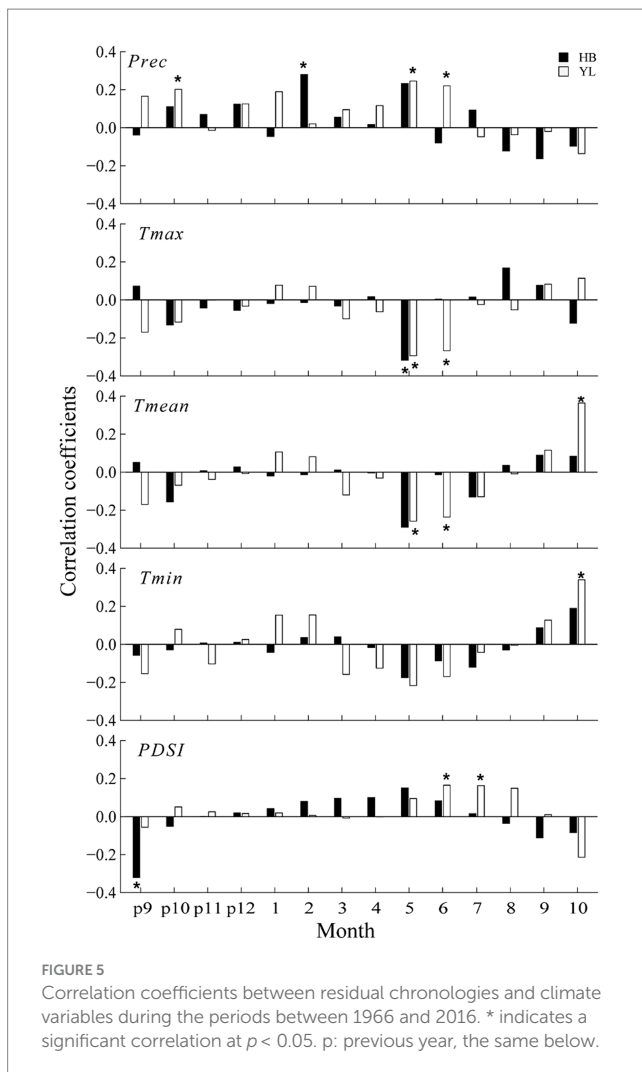 Prec
HB
YL
0.4
0.2
0.0
−0.2
−0.4
*
*
*
*
Tmax
0.4
0.2
0.0
−0.2
−0.4
*
*
*
Tmean
0.4
0.2
0.0
−0.2
−0.4
*
*
*
Tmin
0.4
0.2
0.0
−0.2
−0.4
*
PDSI
0.4
0.2
0.0
−0.2
−0.4
*
*
*
Correlation coefficients
p9 p10 p11 p12 1 2 3 4 5 6 7 8 9 10
Month
FIGURE 5
Correlation coefficients between residual chronologies and climate
variables during the periods between 1966 and 2016. * indicates a
significant correlation at p < 0.05. p: previous year, the same below.